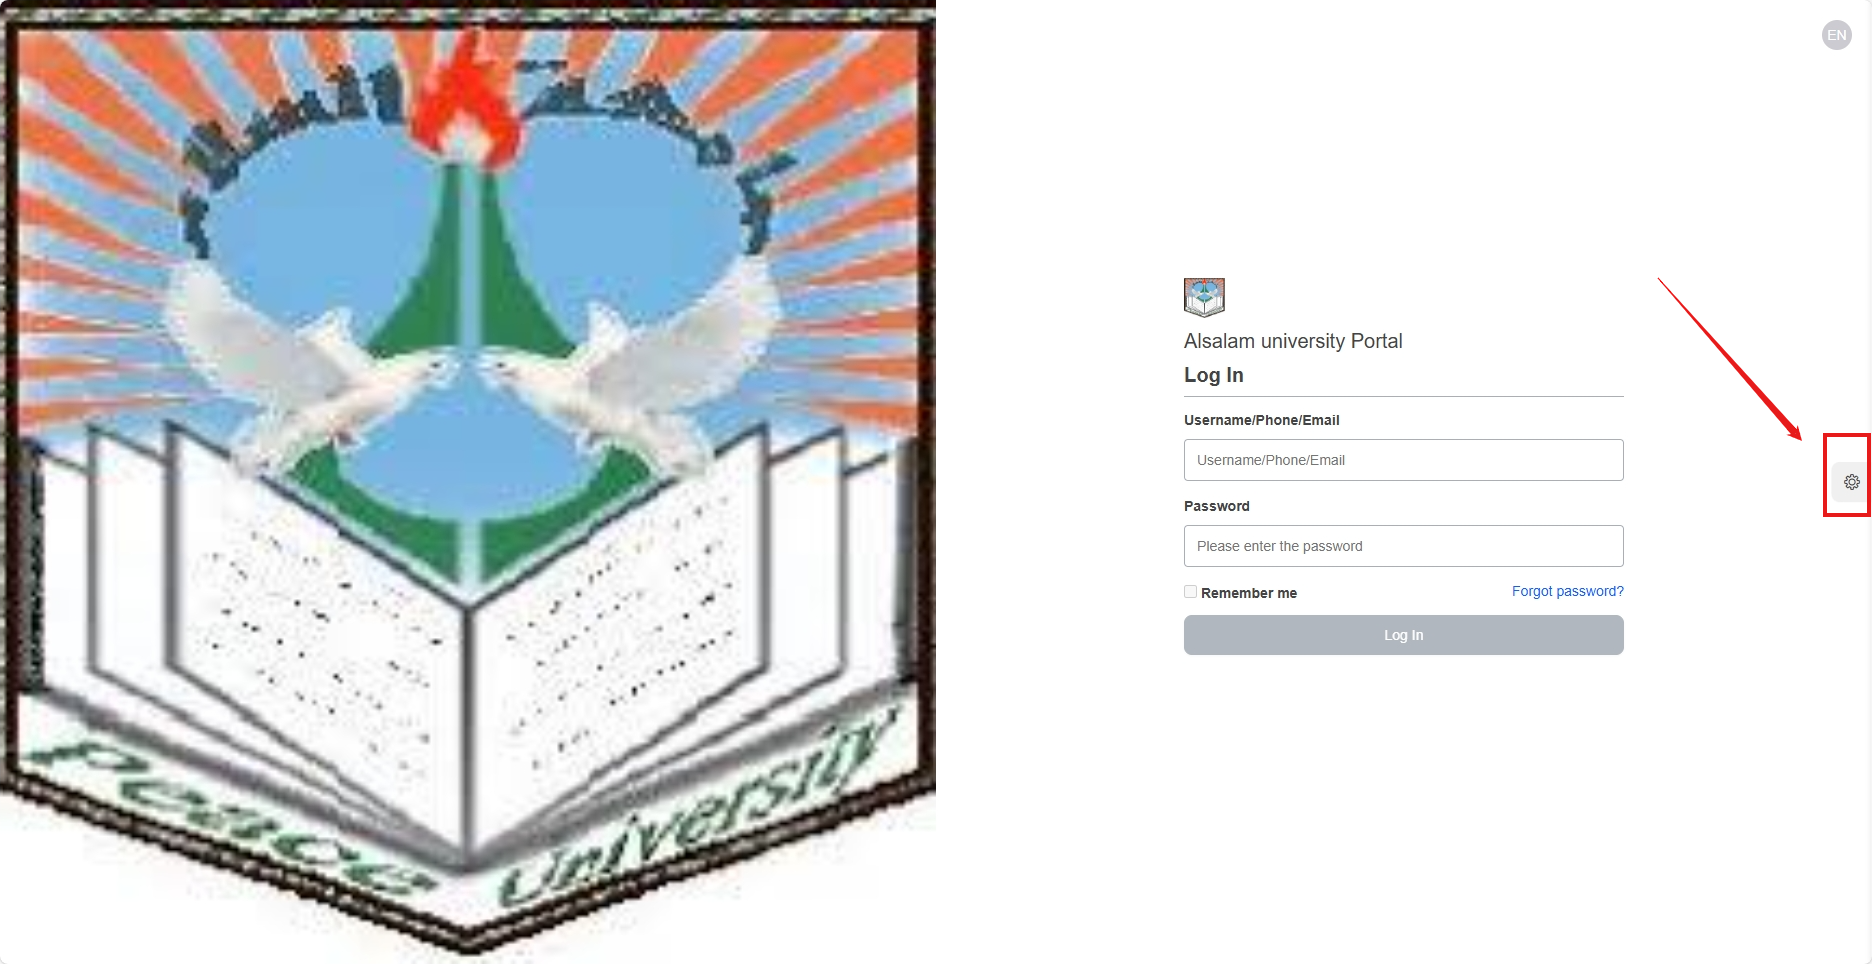 EN
Alsalam university Portal
Log In
Username/Phone/Email
Username/Phone/Email
Password
Please enter the password
Remember me
Forgot password?
Log In
Peace University